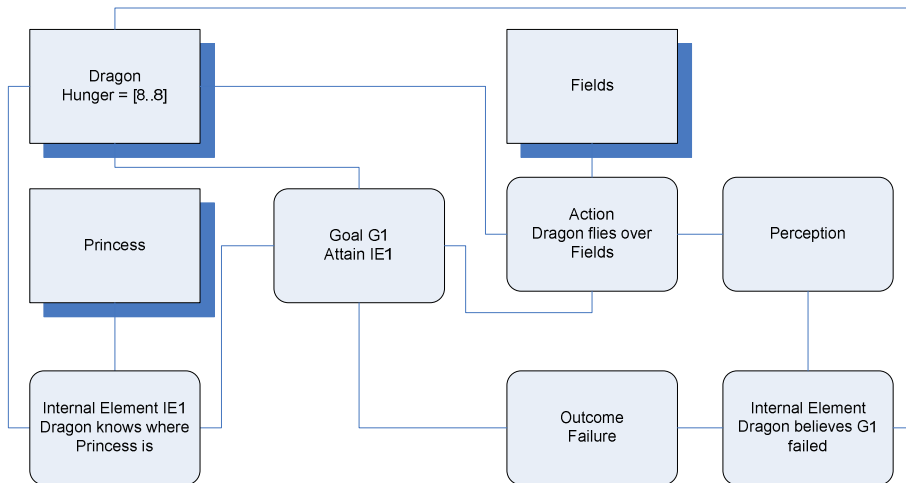 Dragon
Hunger = [8..8]
Fields
Princess
Goal G1
Attain IE1
Action
Dragon flies over
Fields
Perception
Internal Element IE1
Dragon knows where
Princess is
Outcome
Failure
Internal Element
Dragon believes G1
failed